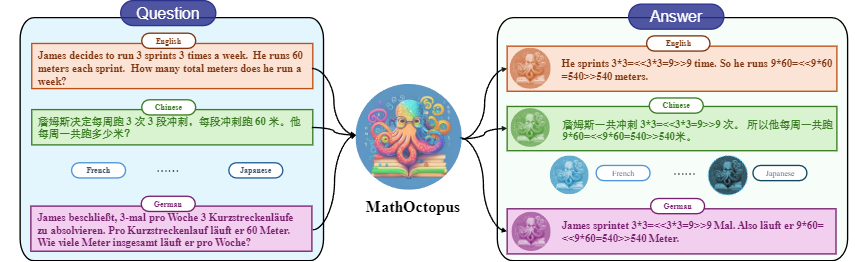 Question
English
James decides to run 3 sprints 3 times a week. He runs 60
meters each sprint. How many total meters does he run a
week?
Chinese
詹姆斯决定每周跑 3 次 3 段冲刺，每段冲刺跑 60 米。他
每周一共跑多少米?
French
......
Japanese
German
James beschließt, 3-mal pro Woche 3 Kurzstreckenläufe
zu absolvieren. Pro Kurzstreckenlauf läuft er 60 Meter.
Wie viele Meter insgesamt läuft er pro Woche?
MathOctopus
Answer
English
He sprints 3*3=<<3*3=9>>9 time. So he runs 9*60=<<9*60
=540>>540 meters.
Chinese
詹姆斯一共冲刺 3*3=<<3*3=9>>9 次。 所以他每周一共跑
9*60=<<9*60=540>>540米。
French
......
Japanese
German
James sprintet 3*3=<<3*3=9>>9 Mal. Also läuft er 9*60=
<<9*60=540>>540 Meter.